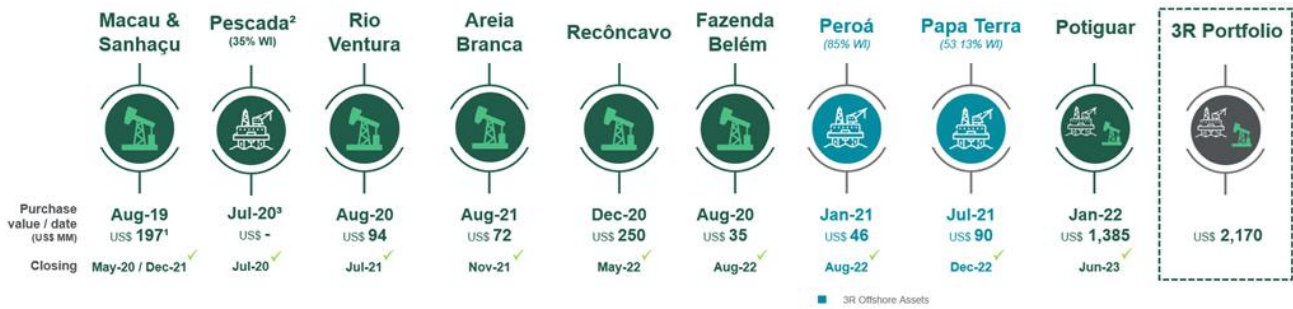 Macau &
Sanhaçu
Pescada²
(35% WI)
Rio
Ventura
Areia
Branca
Recôncavo
Fazenda
Belém
Peroá
(85% WI)
Papa Terra
(53.13% WI)
Potiguar
3R Portfolio
Purchase
value / date
(US$ MM)
Aug-19 Jul-20³ Aug-20 Aug-21 Dec-20 Aug-20 Jan-21 Jul-21 Jan-22
US$ 197¹ US$ - US$ 94 US$ 72 US$ 250 US$ 35 US$ 46 US$ 90 US$ 1,385 US$ 2,170
Closing May-20 / Dec-21 Jul-20 Jul-21 Nov-21 May-22 Aug-22 Aug-22 Dec-22 Jun-23
3R Offshore Assets